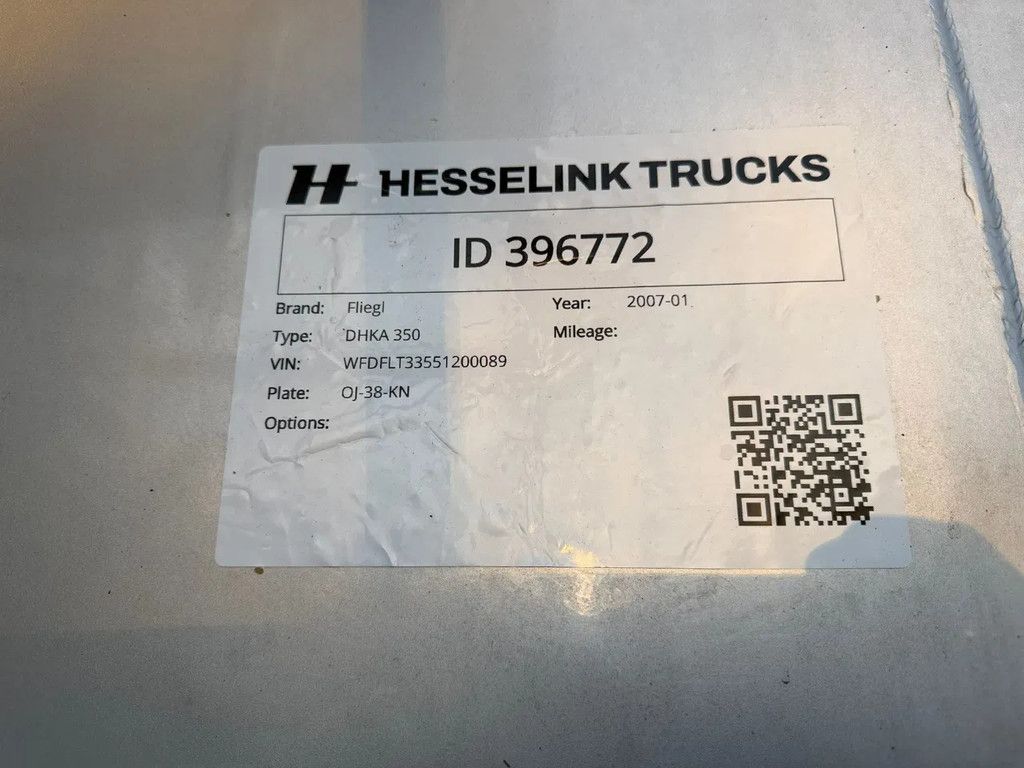 H HESSELINK TRUCKS
ID 396772
Brand: Fliegl Year: 2007-01
Type: DHKA 350 Mileage:
VIN: WFDFLT33551200089
Plate: OJ-38-KN
Options: